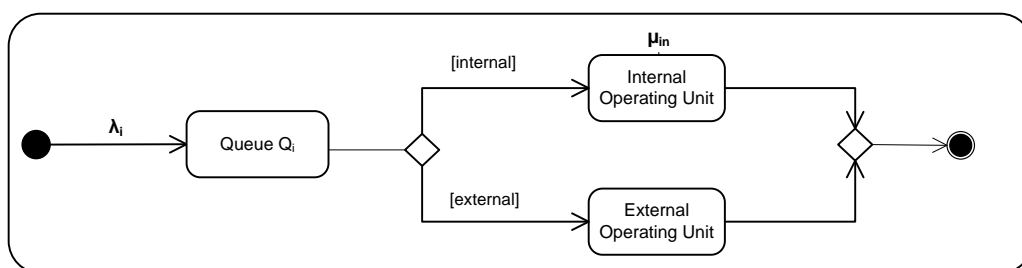 μin
[internal]
Internal
Operating Unit
λi
Queue Qi
[external]
External
Operating Unit